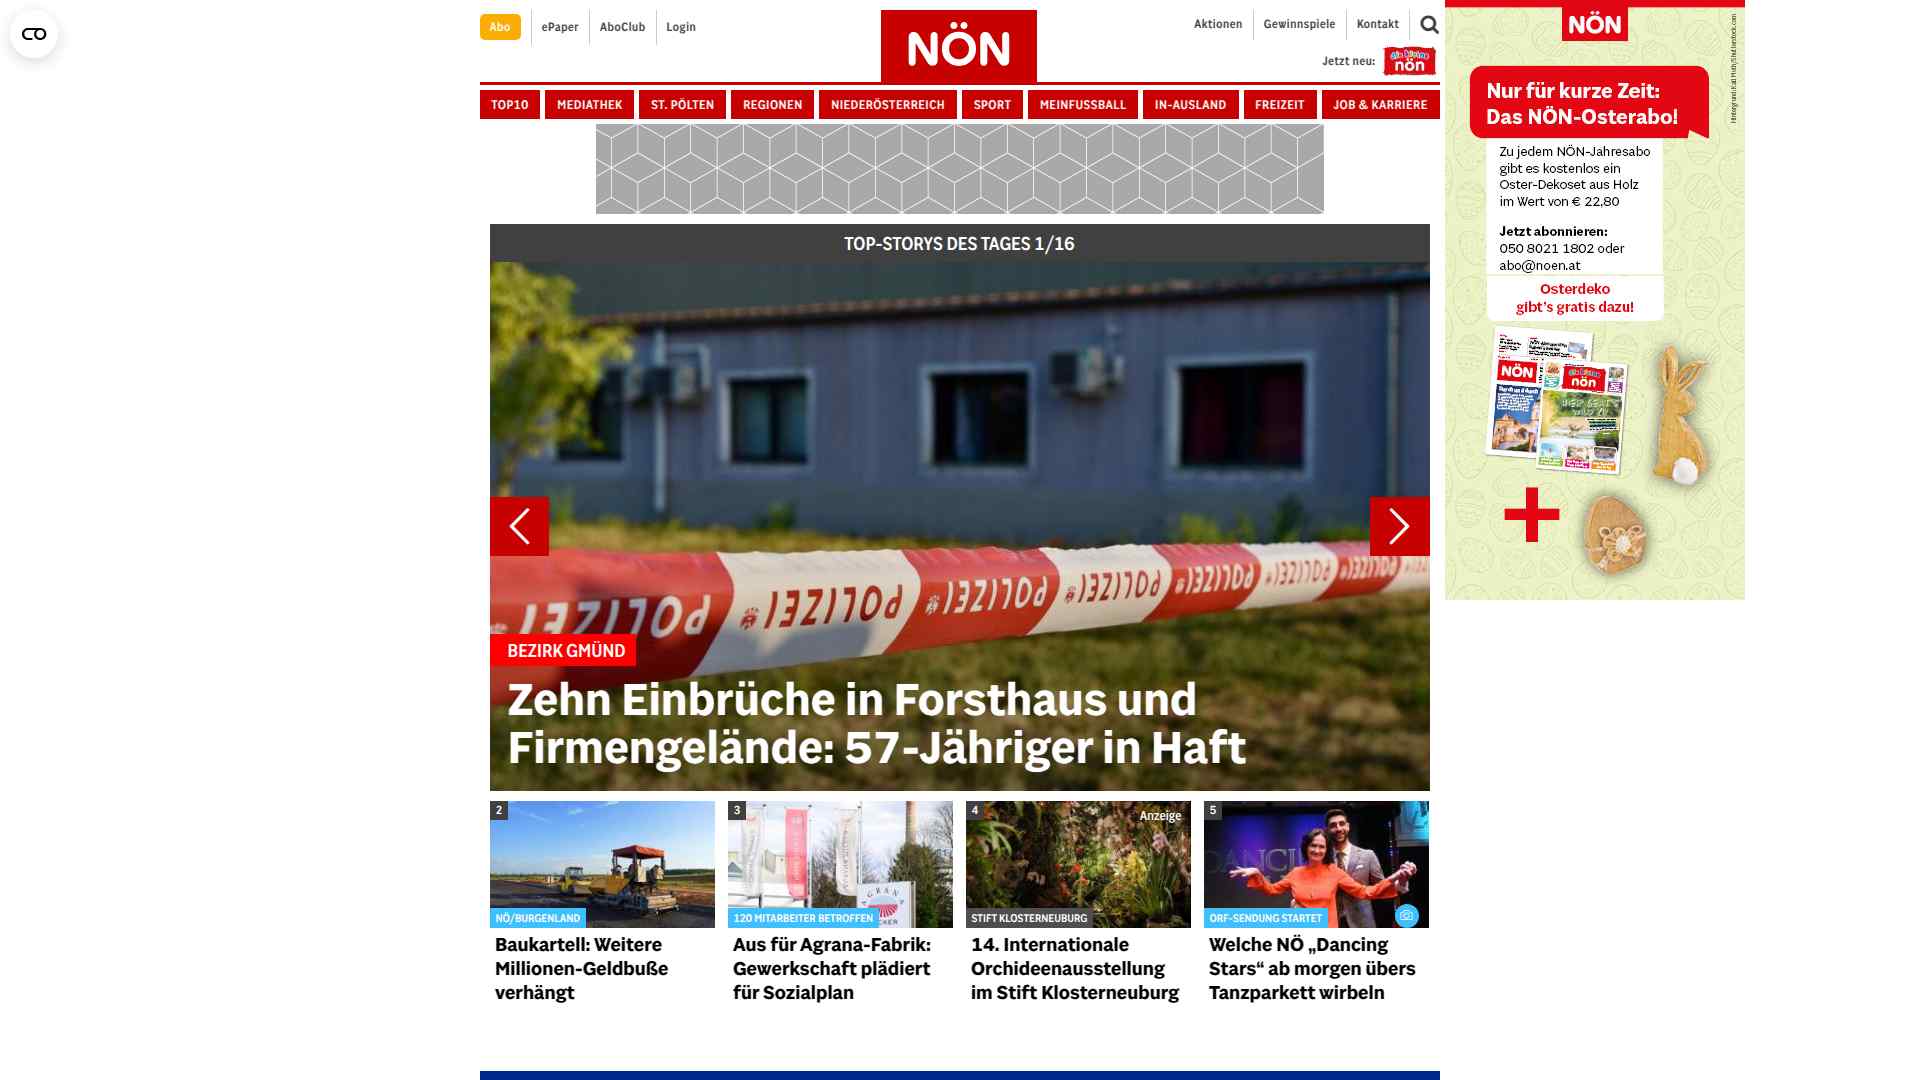 Abo
ePaper
AboClub
Login
NÖN
Aktionen
Gewinnspiele
Kontakt
Jetzt neu:
die kleine
nön
TOP10
MEDIATHEK
ST. PÖLTEN
REGIONEN
NIEDERÖSTERREICH
SPORT
MEINFUSSBALL
IN-AUSLAND
FREIZEIT
JOB & KARRIERE
TOP-STORYS DES TAGES 1/16
POLIZEI POLIZEI POLIZEI POLIZEI POLIZEI POLIZEI POLIZEI
BEZIRK GMÜND
Zehn Einbrüche in Forsthaus und
Firmengelände: 57-Jähriger in Haft
2
NÖ/BURGENLAND
Baukartell: Weitere
Millionen-Geldbuße
verhängt
3
120 MITARBEITER BETROFFEN
Aus für Agrana-Fabrik:
Gewerkschaft plädiert
für Sozialplan
4
Anzeige
STIFT KLOSTERNEUBURG
14. Internationale
Orchideenausstellung
im Stift Klosterneuburg
5
DANCI
ORF-SENDUNG STARTET
Welche NÖ „Dancing
Stars“ ab morgen übers
Tanzparkett wirbeln
NÖN
Nur für kurze Zeit:
Das NÖN-Osterabo!
Zu jedem NÖN-Jahresabo
gibt es kostenlos ein
Oster-Dekoset aus Holz
im Wert von € 22,80
Jetzt abonnieren:
050 8021 1802 oder
abo@noen.at
Osterdeko
gibt's gratis dazu!
NÖN
nön
+